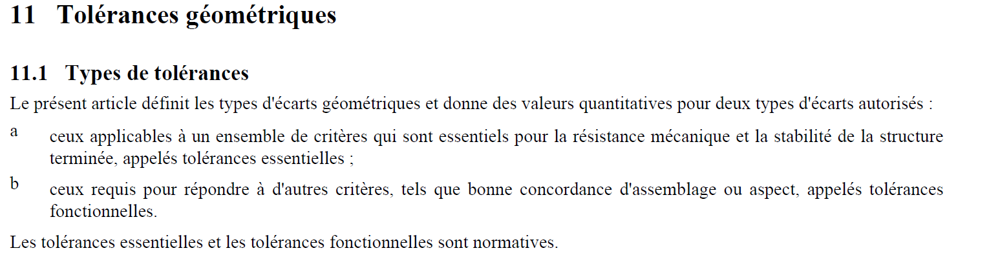 11 Tolérances géométriques
11.1 Types de tolérances
Le présent article définit les types d'écarts géométriques et donne des valeurs quantitatives pour deux types d'écarts autorisés :
a ceux applicables à un ensemble de critères qui sont essentiels pour la résistance mécanique et la stabilité de la structure
terminée, appelés tolérances essentielles ;
b ceux requis pour répondre à d'autres critères, tels que bonne concordance d'assemblage ou aspect, appelés tolérances
fonctionnelles.
Les tolérances essentielles et les tolérances fonctionnelles sont normatives.